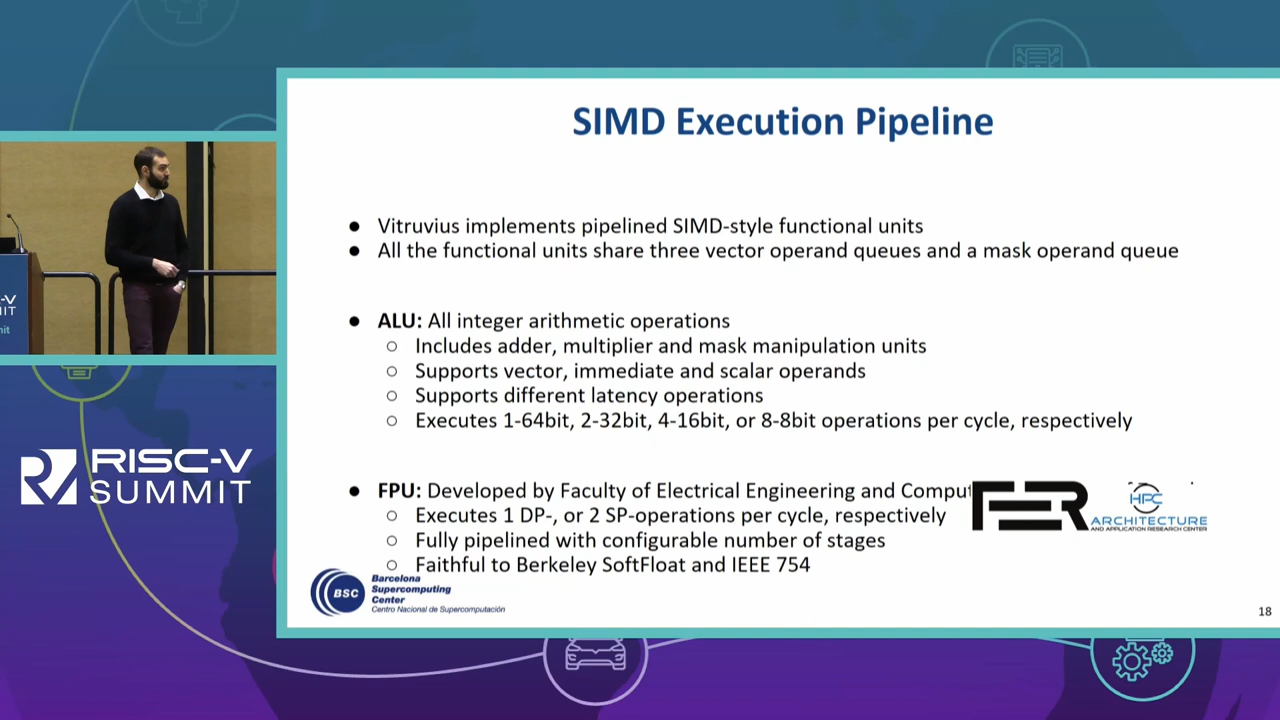 SIMD Execution Pipeline
● Vitruvius implements pipelined SIMD-style functional units
● All the functional units share three vector operand queues and a mask operand queue
● ALU: All integer arithmetic operations
○ Includes adder, multiplier and mask manipulation units
○ Supports vector, immediate and scalar operands
○ Supports different latency operations
○ Executes 1-64bit, 2-32bit, 4-16bit, or 8-8bit operations per cycle, respectively
● FPU: Developed by Faculty of Electrical Engineering and Comput
○ Executes 1 DP-, or 2 SP-operations per cycle, respectively
○ Fully pipelined with configurable number of stages
○ Faithful to Berkeley SoftFloat and IEEE 754
FER
HPC
ARCHITECTURE
AND APPLICATION RESEARCH CENTER
BSC
Barcelona
Supercomputing
Center
Centro Nacional de Supercomputación
18
RISC-V
SUMMIT